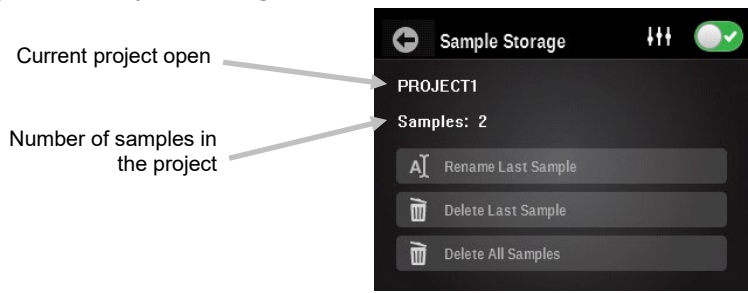 Sample Storage
Current project open
PROJECT1
Samples: 2
Number of samples in
the project
Rename Last Sample
Delete Last Sample
Delete All Samples